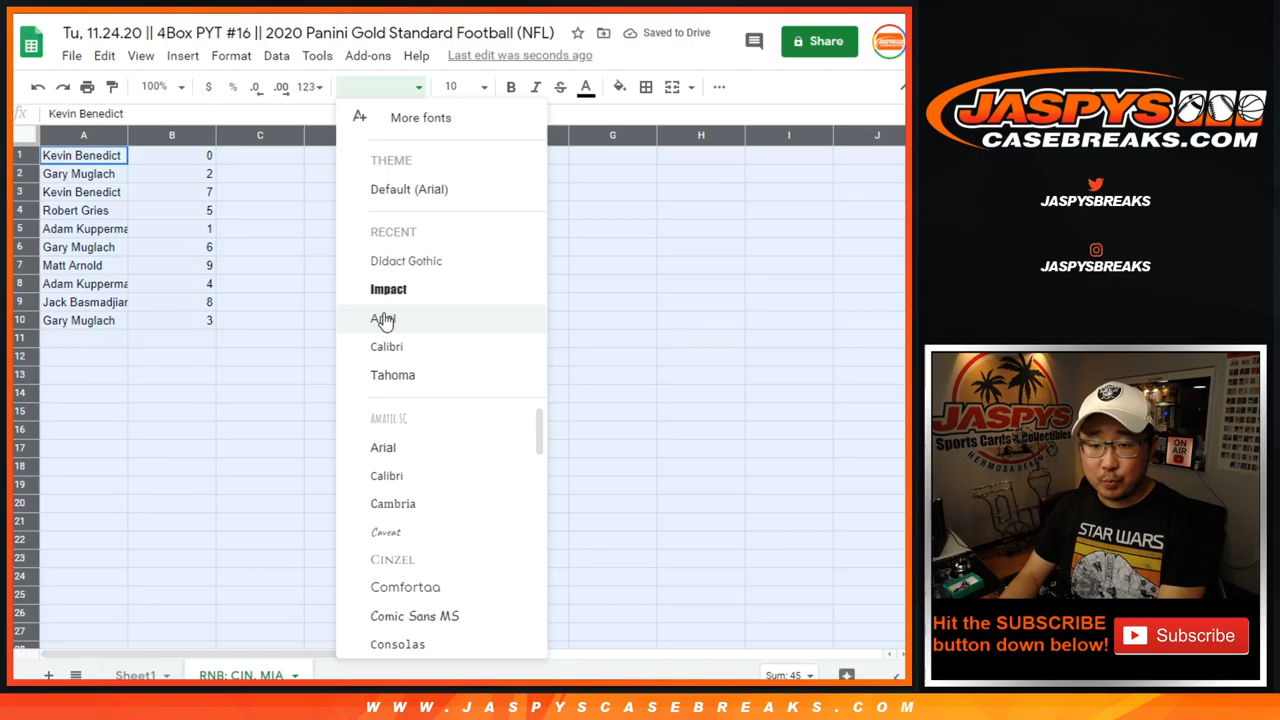 Tu, 11.24.20 || 4Box PYT #16 || 2020 Panini Gold Standard Football (NFL)
Saved to Drive
Share
File Edit View Insert Format Data Tools Add-ons Help Last edit was seconds ago
100% $ % .0 .00 123 10 B I S A
fx Kevin Benedict
A B C G H I J
1 Kevin Benedict 0
2 Gary Muglach 2
3 Kevin Benedict 7
4 Robert Gries 5
5 Adam Kupperma 1
6 Gary Muglach 6
7 Matt Arnold 9
8 Adam Kupperma 4
9 Jack Basmadjian 8
10 Gary Muglach 3
11
12
13
14
15
16
17
18
19
20
21
22
23
24
25
26
27
More fonts
THEME
Default (Arial)
RECENT
Didact Gothic
Impact
Arial
Calibri
Tahoma
AMATIC SC
Arial
Calibri
Cambria
Caveat
CINZEL
Comfortaa
Comic Sans MS
Consolas
Sheet1 RNB: CIN, MIA Sum: 45
JASPYS
CASEBREAKS.COM
JASPYSBREAKS
JASPYSBREAKS
JASPYS
Sports Cards & Collectibles
HERMOSA BEACH
ON AIR
STAR WARS
Hit the SUBSCRIBE
button down below!
Subscribe
WWW.JASPYSCASEBREAKS.COM